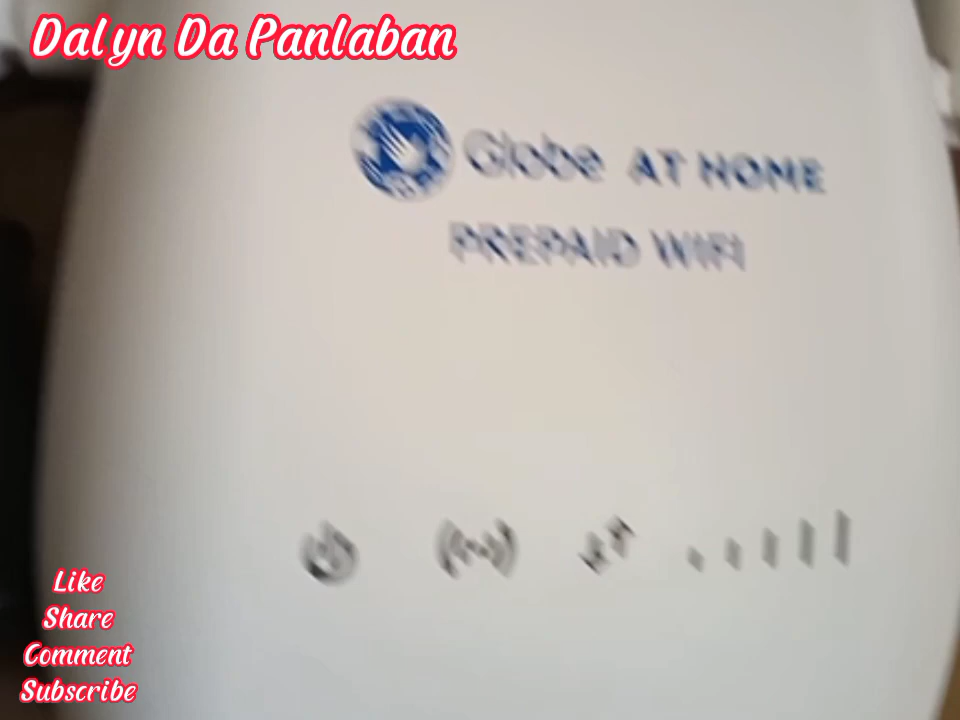 Dalyn Da Panlaban
Globe AT HOME
PREPAID WIFI
Like
Share
Comment
Subscribe